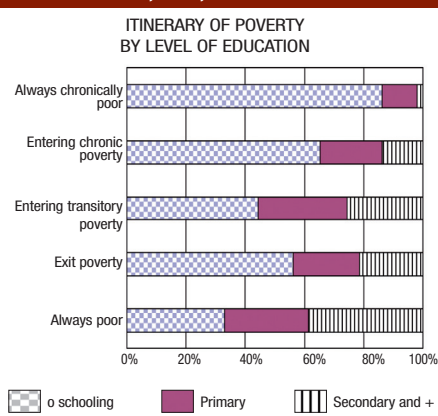 ITINERARY OF POVERTY
BY LEVEL OF EDUCATION
Always chronically
poor
Entering chronic
poverty
Entering transitory
poverty
Exit poverty
Always poor
0% 20% 40% 60% 80% 100%
o schooling Primary Secondary and +